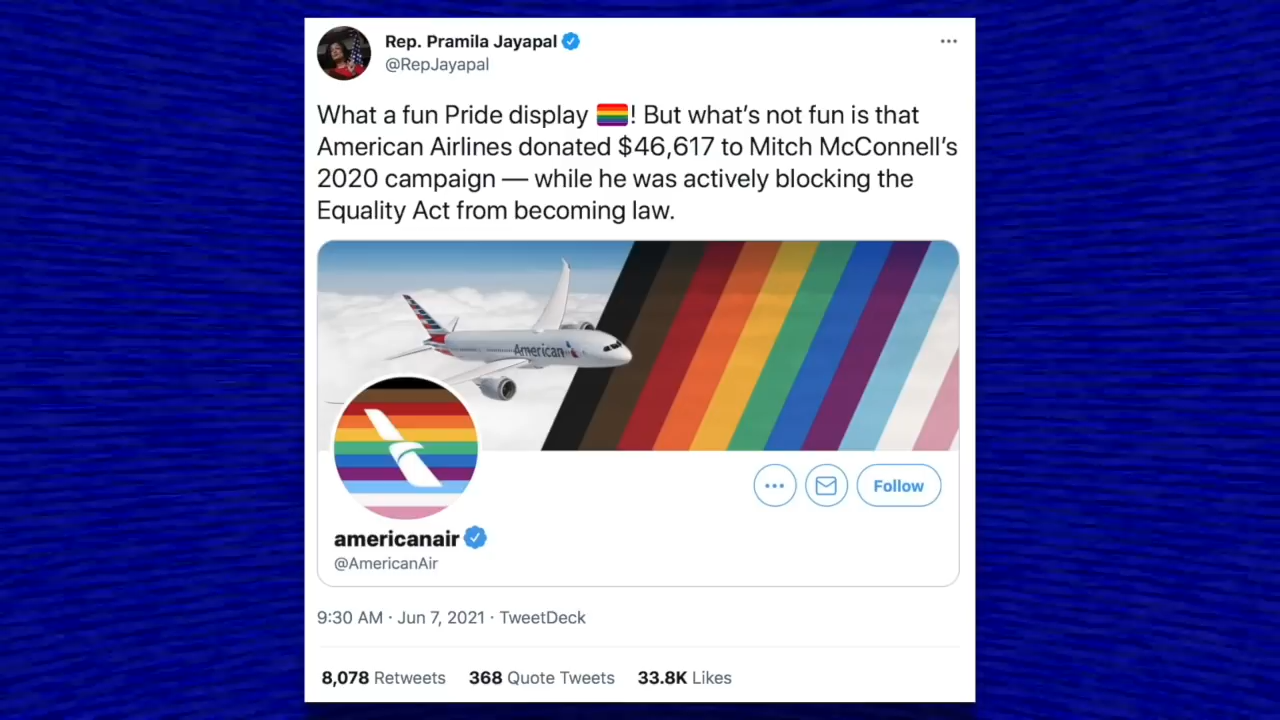 Rep. Pramila Jayapal
@RepJayapal
What a fun Pride display 🏳️‍🌈! But what’s not fun is that
American Airlines donated $46,617 to Mitch McConnell’s
2020 campaign — while he was actively blocking the
Equality Act from becoming law.
American
Follow
americanair
@AmericanAir
9:30 AM · Jun 7, 2021 · TweetDeck
8,078 Retweets 368 Quote Tweets 33.8K Likes